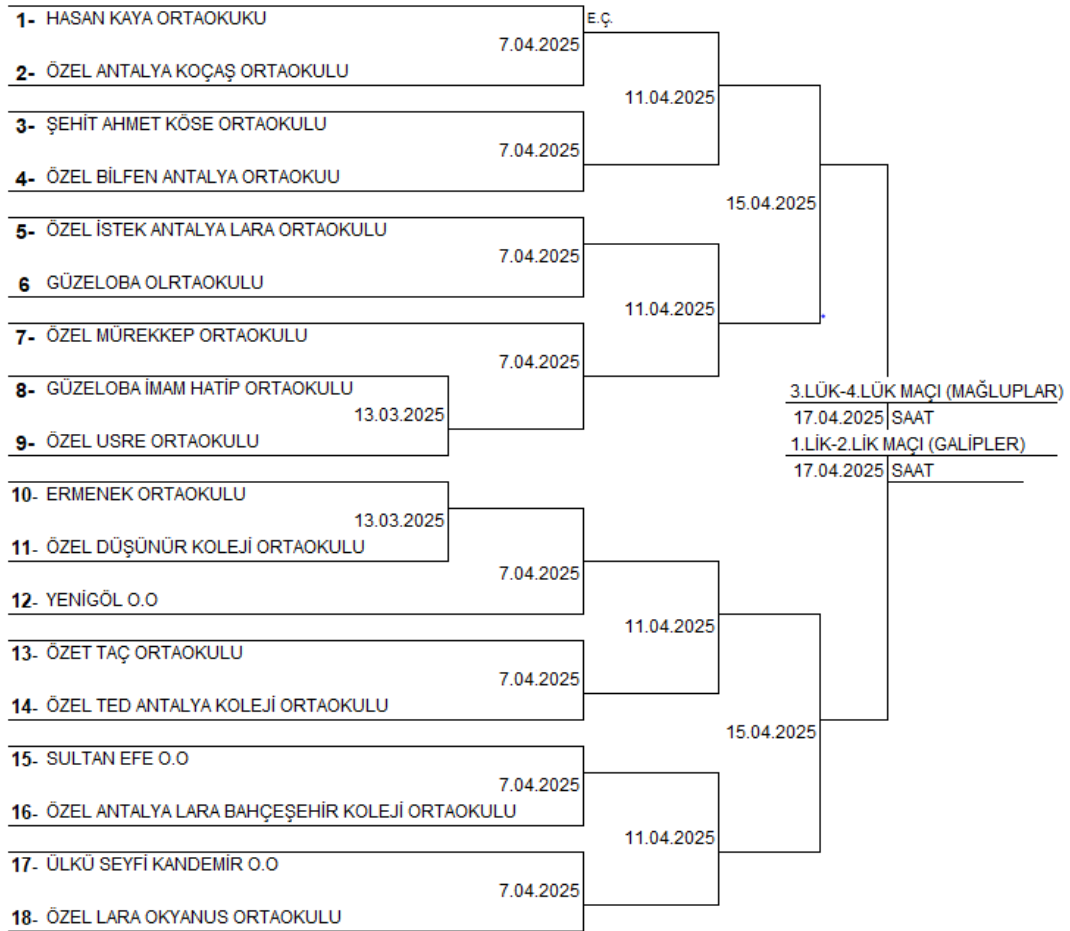 1- HASAN KAYA ORTAOKUKU
E.Ç.
7.04.2025
2- ÖZEL ANTALYA KOÇAŞ ORTAOKULU
11.04.2025
3- ŞEHİT AHMET KÖSE ORTAOKULU
7.04.2025
4- ÖZEL BİLFEN ANTALYA ORTAOKUU
15.04.2025
5- ÖZEL İSTEK ANTALYA LARA ORTAOKULU
7.04.2025
6 GÜZELOBA OLRTAOKULU
11.04.2025
7- ÖZEL MÜREKKEP ORTAOKULU
7.04.2025
8- GÜZELOBA İMAM HATİP ORTAOKULU
13.03.2025
9- ÖZEL USRE ORTAOKULU
3.LÜK-4.LÜK MAÇI (MAĞLUPLAR)
17.04.2025 SAAT
1.LİK-2.LİK MAÇI (GALİPLER)
17.04.2025 SAAT
10- ERMENEK ORTAOKULU
13.03.2025
11- ÖZEL DÜŞÜNÜR KOLEJİ ORTAOKULU
7.04.2025
12- YENİGÖL O.O
11.04.2025
13- ÖZET TAÇ ORTAOKULU
7.04.2025
14- ÖZEL TED ANTALYA KOLEJİ ORTAOKULU
15.04.2025
15- SULTAN EFE O.O
7.04.2025
16- ÖZEL ANTALYA LARA BAHÇEŞEHİR KOLEJİ ORTAOKULU
11.04.2025
17- ÜLKÜ SEYFİ KANDEMİR O.O
7.04.2025
18- ÖZEL LARA OKYANUS ORTAOKULU